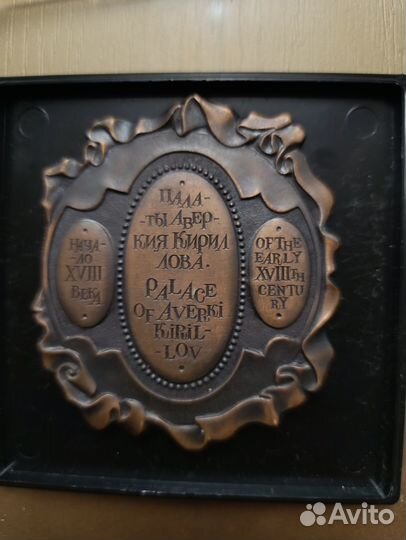 НАЧА-
-ЛО
XVIII
ВЕКА
ПАЛА-
-ТЫ АВЕР-
КИЯ КИРИЛ
ЛОВА.
PALACE
OF AVERKI
KIRIL-
-LOV
OF THE
EARLY
XVIIITH
CENTU
RY
Avito